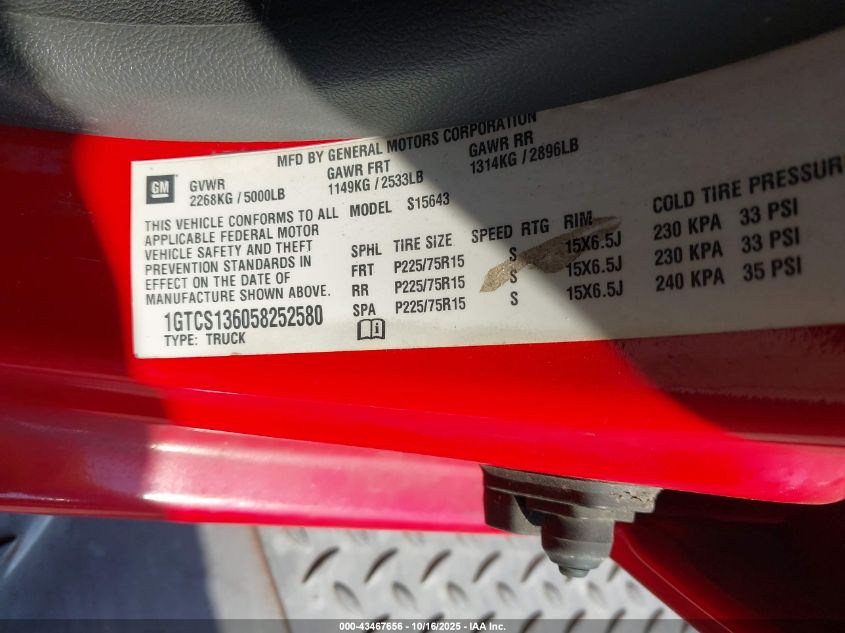 MFD BY GENERAL MOTORS CORPORATION
GM
GVWR GAWR FRT GAWR RR
2268KG / 5000LB 1149KG / 2533LB 1314KG / 2896LB
THIS VEHICLE CONFORMS TO ALL
APPLICABLE FEDERAL MOTOR
VEHICLE SAFETY AND THEFT
PREVENTION STANDARDS IN
EFFECT ON THE DATE OF
MANUFACTURE SHOWN ABOVE.
1GTCS136058252580
TYPE: TRUCK
MODEL S15643
SPHL TIRE SIZE SPEED RTG RIM COLD TIRE PRESSUR
FRT P225/75R15 S 15X6.5J 230 KPA 33 PSI
RR P225/75R15 S 15X6.5J 230 KPA 33 PSI
SPA P225/75R15 S 15X6.5J 240 KPA 35 PSI
000-43467656 - 10/16/2025 - IAA Inc.